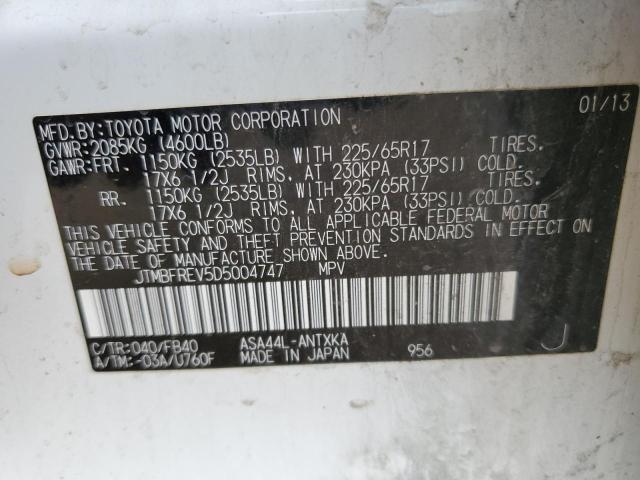 MFD.BY:TOYOTA MOTOR CORPORATION 01/13
GVWR:2085KG (4600LB)
GAWR:FRT. 1150KG (2535LB) WITH 225/65R17 TIRES.
17X6 1/2J RIMS. AT 230KPA (33PSI) COLD.
RR. 1150KG (2535LB) WITH 225/65R17 TIRES.
17X6 1/2J RIMS. AT 230KPA (33PSI) COLD.
THIS VEHICLE CONFORMS TO ALL APPLICABLE FEDERAL MOTOR
VEHICLE SAFETY AND THEFT PREVENTION STANDARDS IN EFFECT ON
THE DATE OF MANUFACTURE SHOWN ABOVE.
JTMBFREV5D5004747 MPV
C/TR:040/FB40 ASA44L-ANTXKA J
A/TM:-03A/U760F MADE IN JAPAN 956